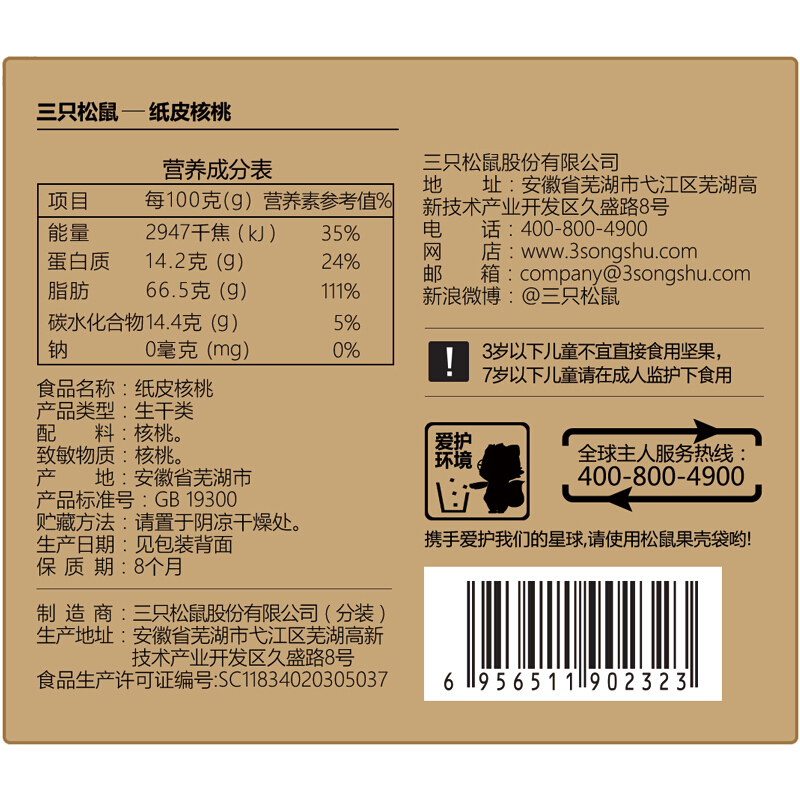 三只松鼠—纸皮核桃
营养成分表
项目 每100克(g) 营养素参考值%
能量 2947千焦(kJ) 35%
蛋白质 14.2克(g) 24%
脂肪 66.5克(g) 111%
碳水化合物 14.4克(g) 5%
钠 0毫克(mg) 0%
食品名称：纸皮核桃
产品类型：生干类
配 料：核桃。
致敏物质：核桃。
产 地：安徽省芜湖市
产品标准号：GB 19300
贮藏方法：请置于阴凉干燥处。
生产日期：见包装背面
保 质 期：8个月
制 造 商：三只松鼠股份有限公司（分装）
生产地址：安徽省芜湖市弋江区芜湖高新
技术产业开发区久盛路8号
食品生产许可证编号:SC11834020305037
三只松鼠股份有限公司
地 址：安徽省芜湖市弋江区芜湖高
新技术产业开发区久盛路8号
电 话：400-800-4900
网 店：www.3songshu.com
邮 箱：company@3songshu.com
新浪微博：@三只松鼠
!
3岁以下儿童不宜直接食用坚果，
7岁以下儿童请在成人监护下食用
爱护
环境
全球主人服务热线：
400-800-4900
携手爱护我们的星球,请使用松鼠果壳袋哟!
6 956511 902323